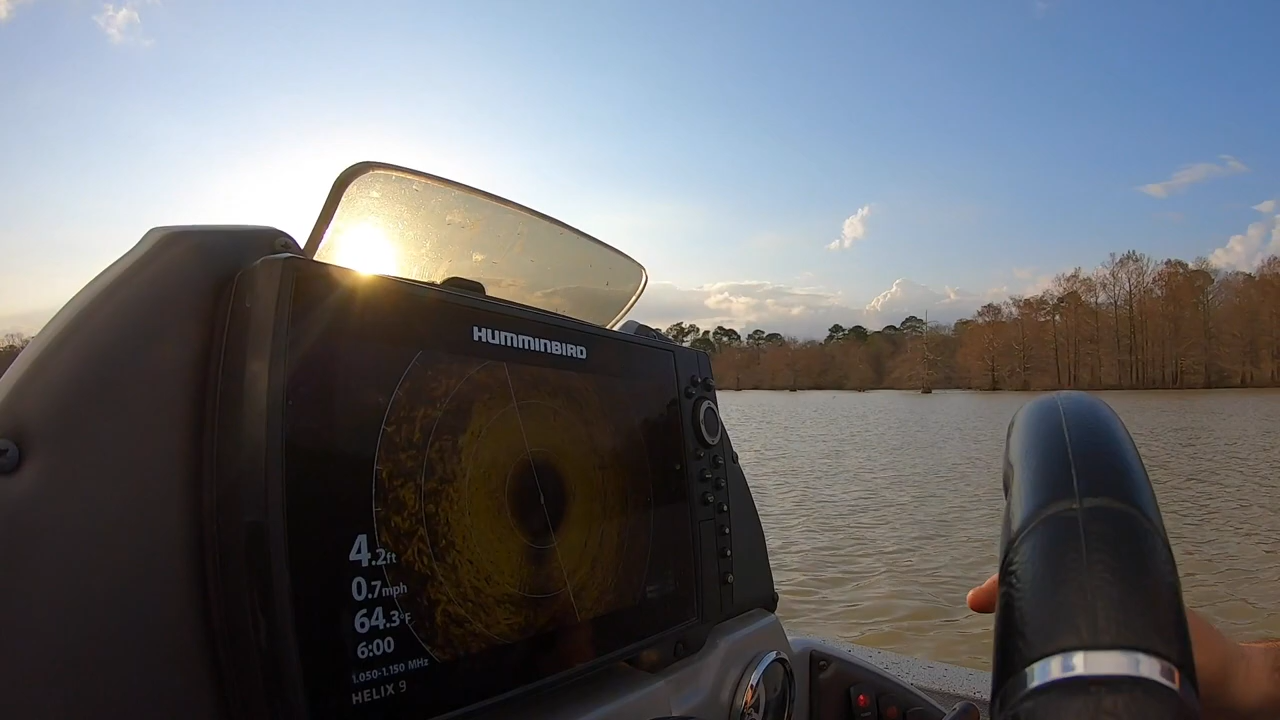 HUMMINBIRD
4.2ft
0.7mph
64.3°F
6:00
1.050-1.150 MHz
HELIX 9